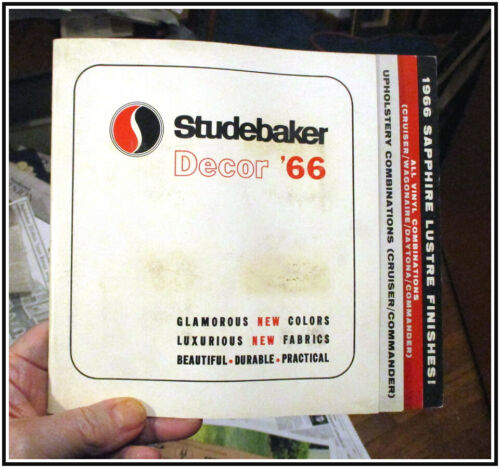 Studebaker
Decor '66
GLAMOROUS NEW COLORS
LUXURIOUS NEW FABRICS
BEAUTIFUL • DURABLE • PRACTICAL
UPHOLSTERY COMBINATIONS (CRUISER/COMMANDER)
ALL VINYL COMBINATIONS
(CRUISER/WAGONAIRE/DAYTONA/COMMANDER)
1966 SAPPHIRE LUSTRE FINISHES!